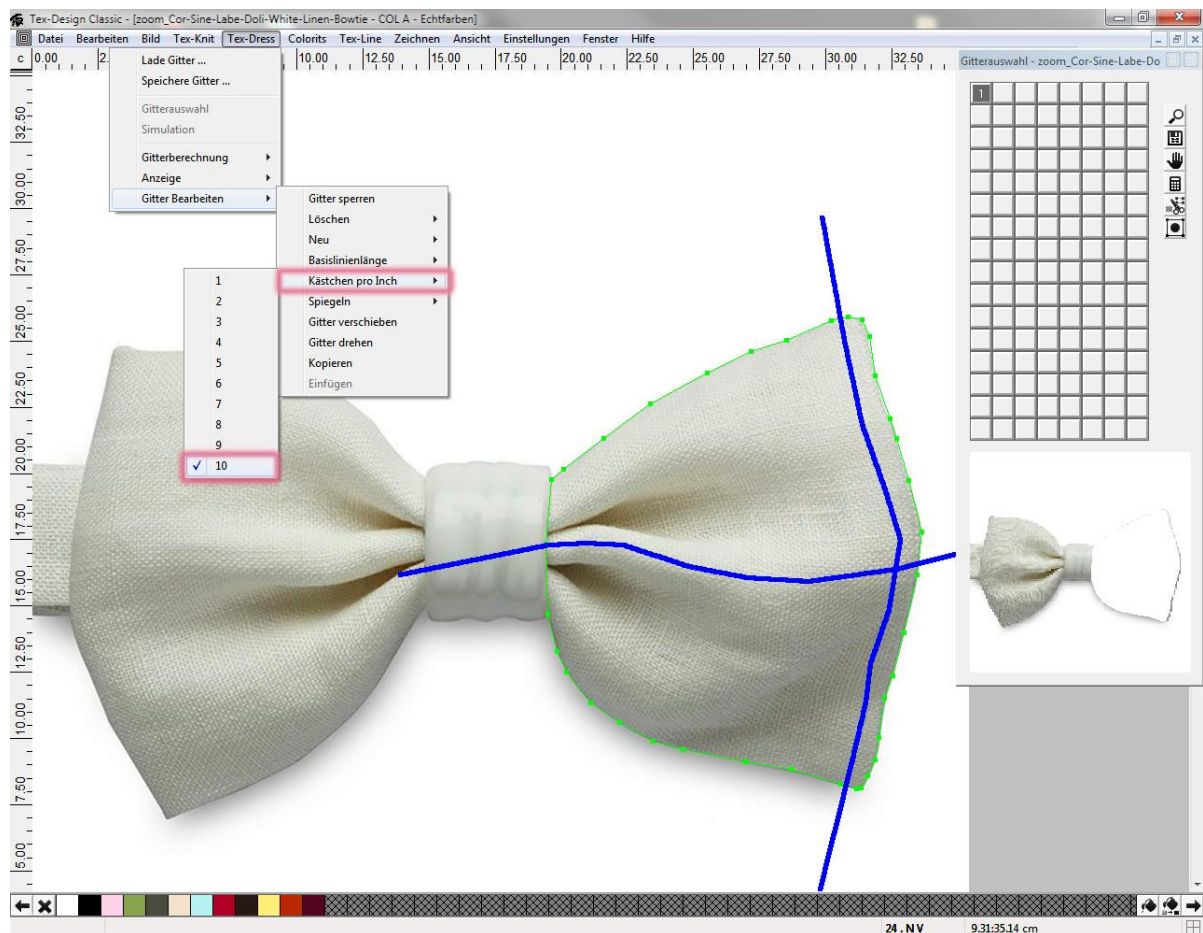 Tex-Design Classic - [zoom_Cor-Sine-Labe-Doli-White-Linen-Bowtie - COL A - Echtfarben]
Datei Bearbeiten Bild Tex-Knit Tex-Dress Colorits Tex-Line Zeichnen Ansicht Einstellungen Fenster Hilfe
c 0.00 2. 10.00 12.50 15.00 17.50 20.00 22.50 25.00 27.50 30.00 32.50
Gitterauswahl - zoom_Cor-Sine-Labe-Do
1
Lade Gitter ...
Speichere Gitter ...
Gitterauswahl
Simulation
Gitterberechnung
Anzeige
Gitter Bearbeiten
Gitter sperren
Löschen
Neu
Basislinienlänge
Kästchen pro Inch
Spiegeln
Gitter verschieben
Gitter drehen
Kopieren
Einfügen
1
2
3
4
5
6
7
8
9
10
32.50
30.00
27.50
25.00
22.50
20.00
17.50
15.00
12.50
10.00
7.50
5.00
24 . N V 9.31:35.14 cm